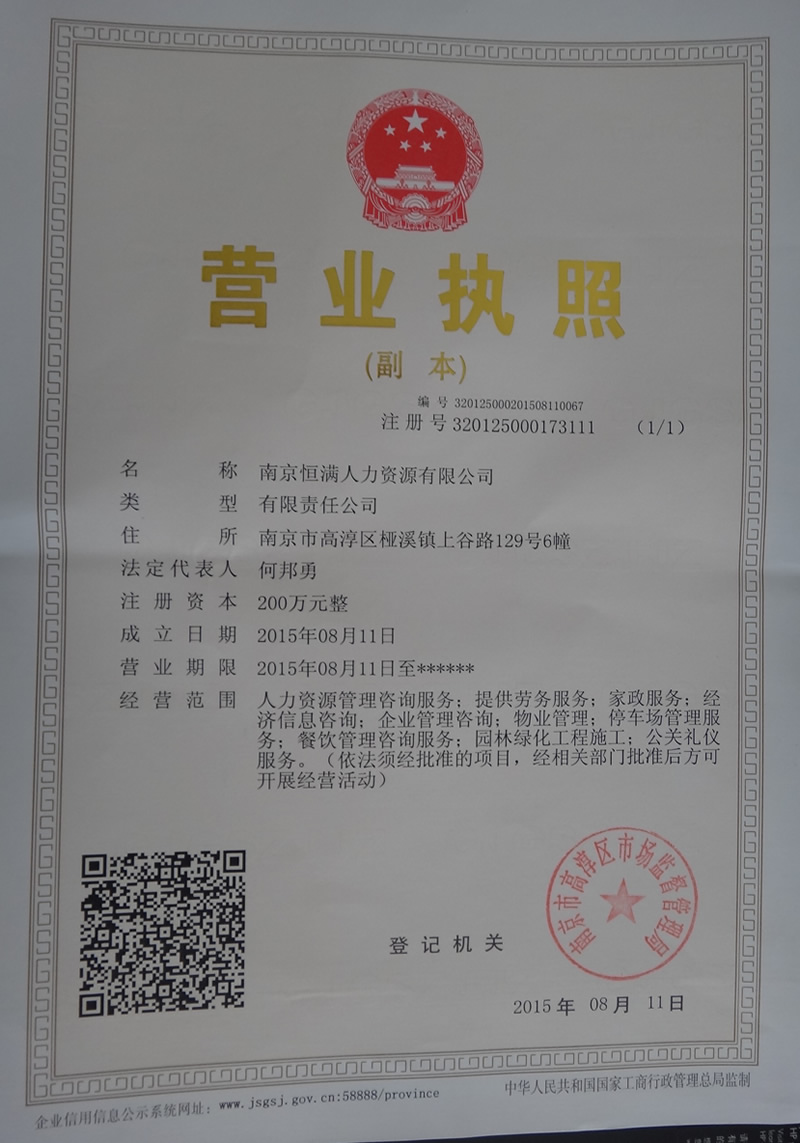 营业执照
(副 本)
编 号 320125000201508110067
注 册 号 320125000173111 （1/1）
名 称 南京恒满人力资源有限公司
类 型 有限责任公司
住 所 南京市高淳区桠溪镇上谷路129号6幢
法定代表人 何邦勇
注 册 资 本 200万元整
成 立 日 期 2015年08月11日
营 业 期 限 2015年08月11日至******
经 营 范 围 人力资源管理咨询服务；提供劳务服务；家政服务；经
济信息咨询；企业管理咨询；物业管理；停车场管理服
务；餐饮管理咨询服务；园林绿化工程施工；公关礼仪
服务。（依法须经批准的项目，经相关部门批准后方可
开展经营活动）
南京市高淳区市场监督管理局
登 记 机 关
2015 年 08 月 11 日
企业信用信息公示系统网址：www.jsgsj.gov.cn:58888/province
中华人民共和国国家工商行政管理总局监制